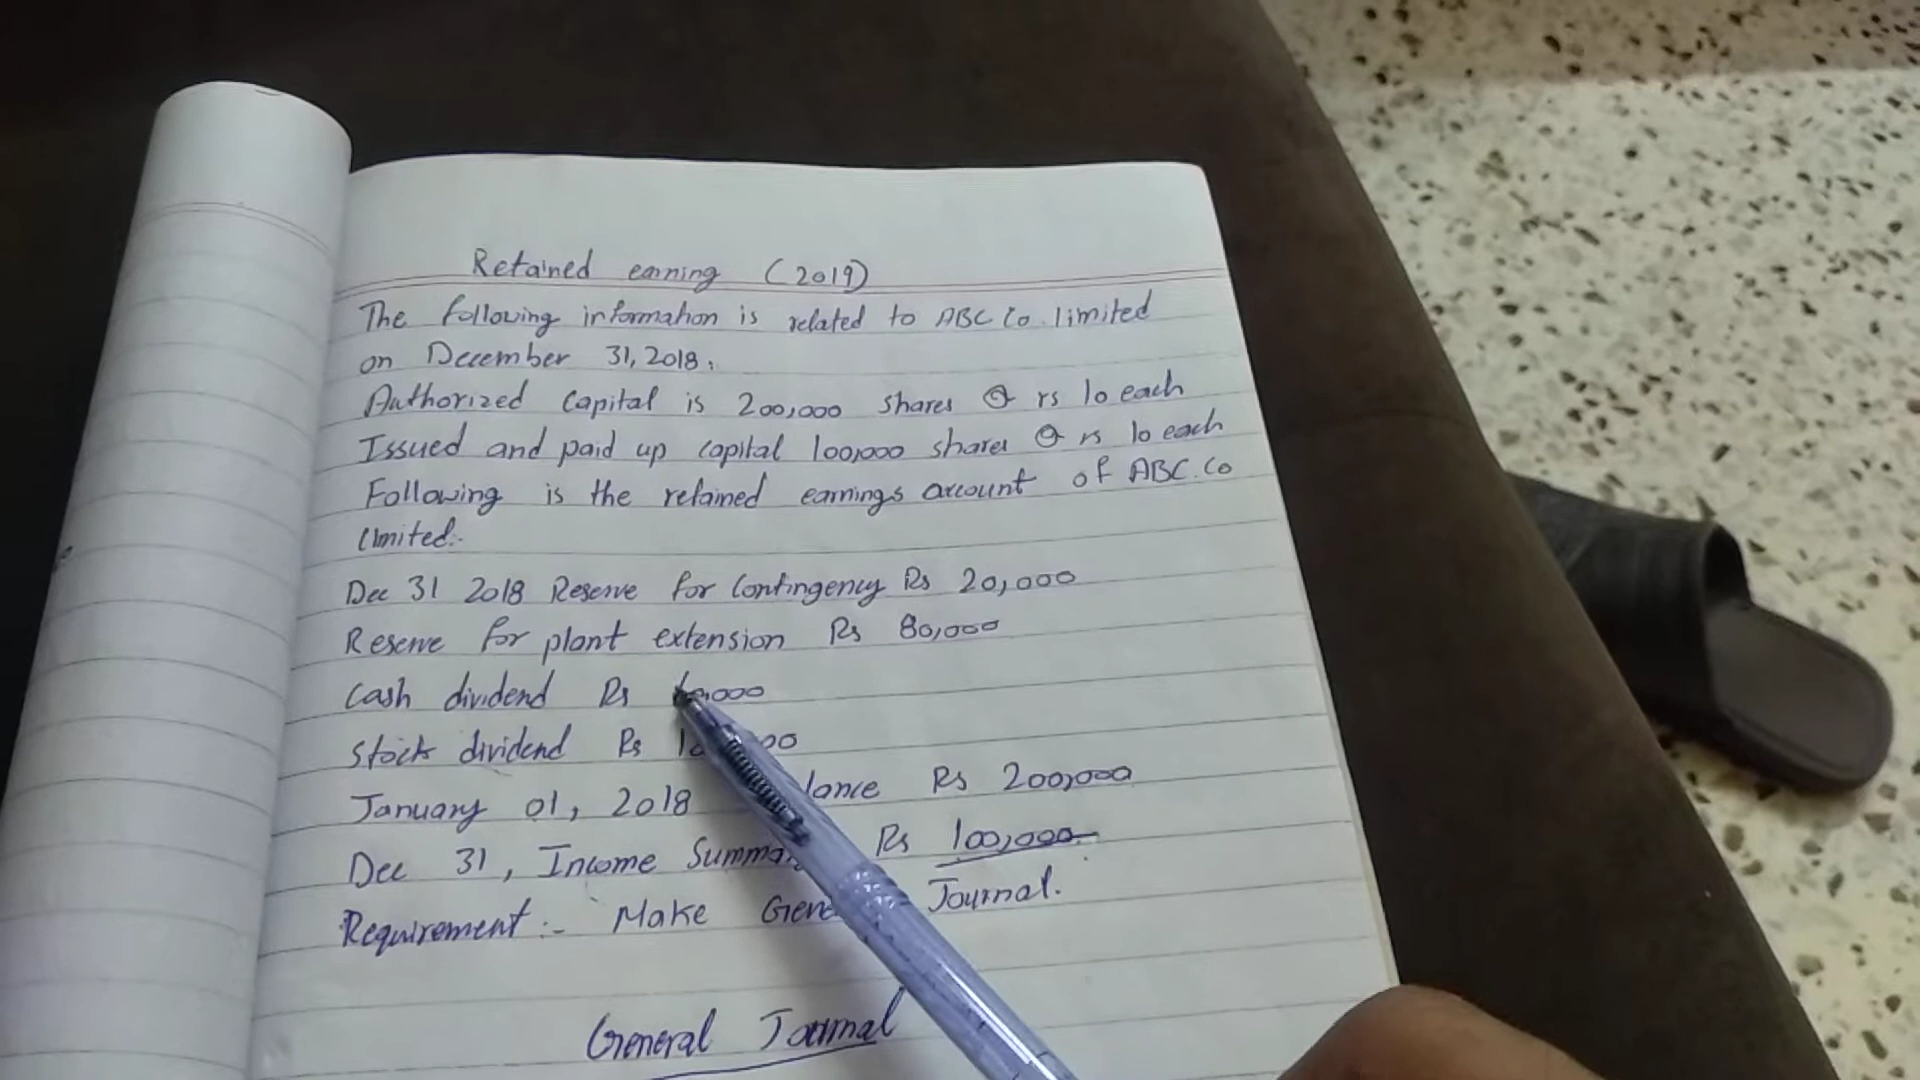 Retained earning (2019)
The following information is related to ABC Co. limited
on December 31, 2018.
Authorized capital is 200,000 shares @ rs 10 each
Issued and paid up capital 100,000 shares @ rs 10 each
Following is the retained earnings account of ABC. Co
limited:-
Dec 31 2018 Reserve for Contingency Rs 20,000
Reserve for plant extension Rs 80,000
Cash dividend Rs
Stock dividend Rs
January 01, 2018 Rs 200,000
Dec 31, Income Rs 100,000
Requirement:- Make Journal.
General Journal